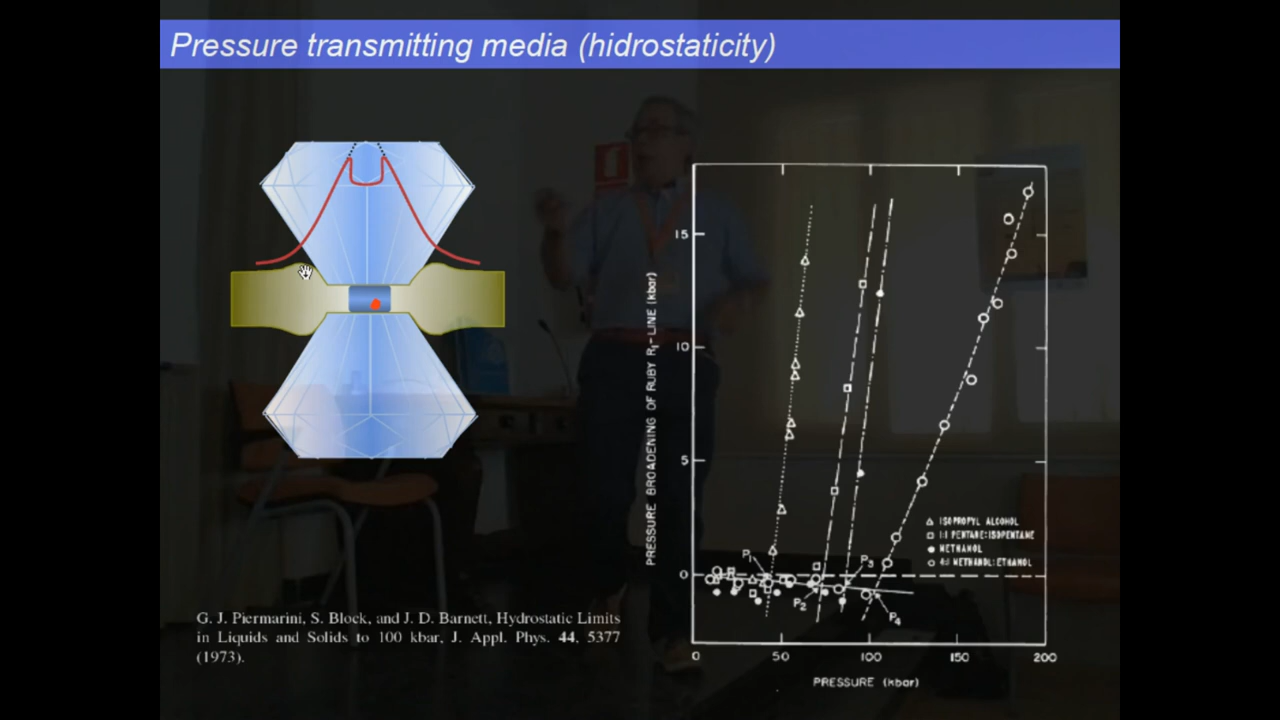 Pressure transmitting media (hidrostaticity)
G. J. Piermarini, S. Block, and J. D. Barnett, Hydrostatic Limits
in Liquids and Solids to 100 kbar, J. Appl. Phys. 44, 5377
(1973).
PRESSURE BROADENING OF RUBY R₁-LINE (kbar)
15
10
5
0
P₁
P₂
P₃
P₄
ISOPROPYL ALCOHOL
1:1 PENTANE:ISOPENTANE
METHANOL
4:1 METHANOL:ETHANOL
0 50 100 150 200
PRESSURE (kbar)